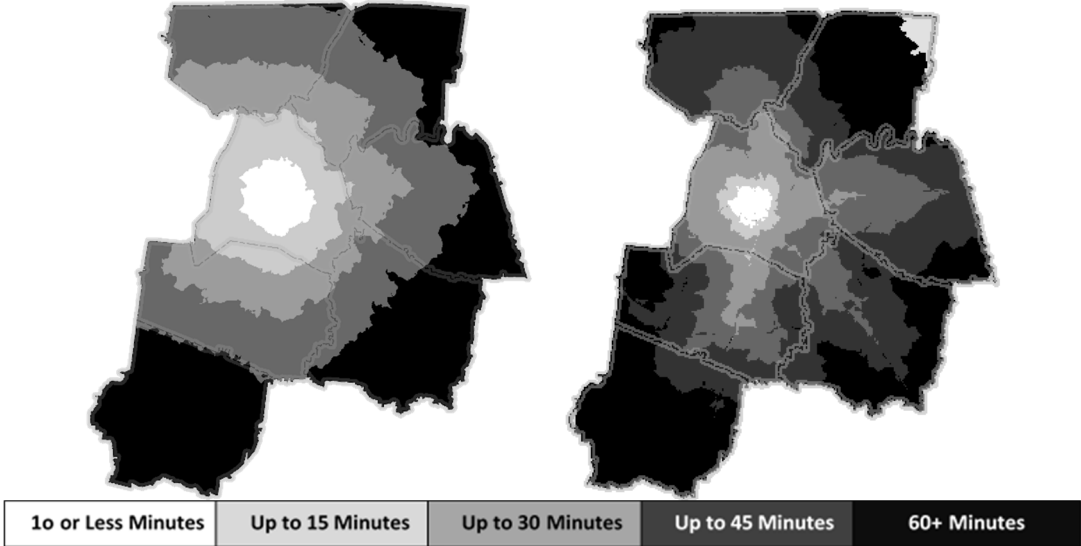 1o or Less Minutes
Up to 15 Minutes
Up to 30 Minutes
Up to 45 Minutes
60+ Minutes